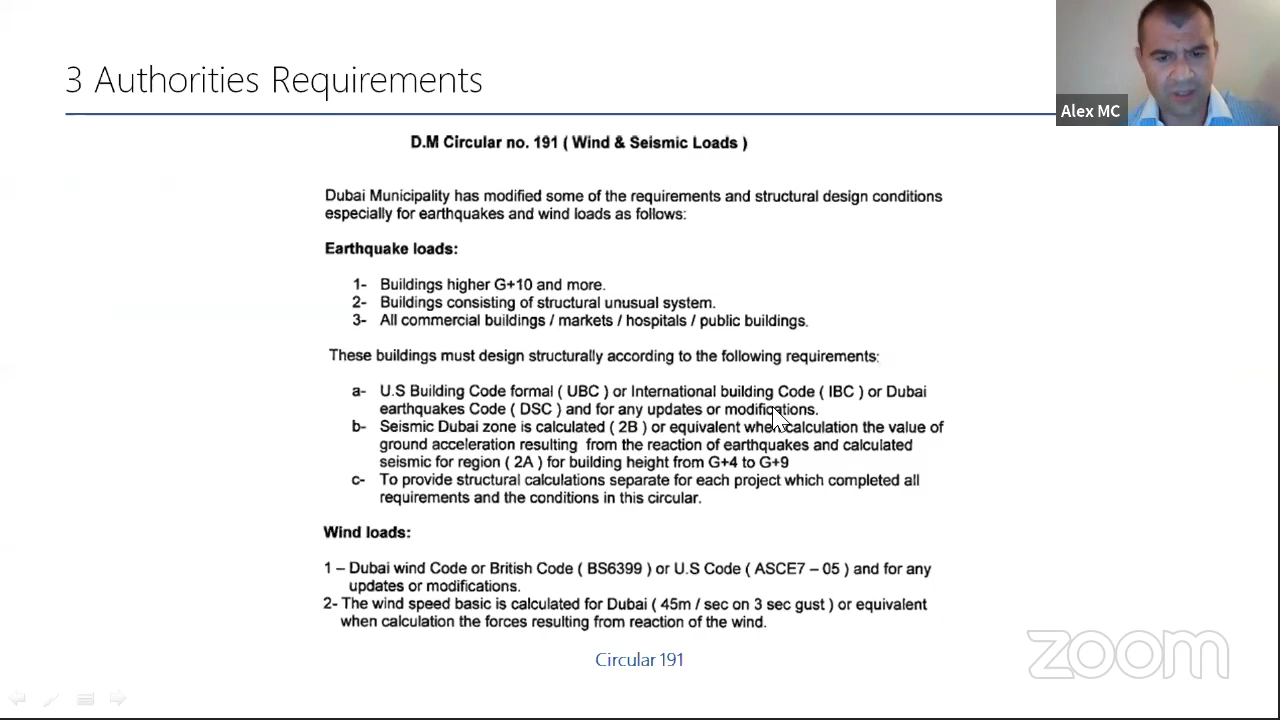 3 Authorities Requirements
Alex MC
D.M Circular no. 191 ( Wind & Seismic Loads )
Dubai Municipality has modified some of the requirements and structural design conditions
especially for earthquakes and wind loads as follows:
Earthquake loads:
1- Buildings higher G+10 and more.
2- Buildings consisting of structural unusual system.
3- All commercial buildings / markets / hospitals / public buildings.
These buildings must design structurally according to the following requirements:
a- U.S Building Code formal ( UBC ) or International building Code ( IBC ) or Dubai
earthquakes Code ( DSC ) and for any updates or modifications.
b- Seismic Dubai zone is calculated ( 2B ) or equivalent when calculation the value of
ground acceleration resulting from the reaction of earthquakes and calculated
seismic for region ( 2A ) for building height from G+4 to G+9
c- To provide structural calculations separate for each project which completed all
requirements and the conditions in this circular.
Wind loads:
1 – Dubai wind Code or British Code ( BS6399 ) or U.S Code ( ASCE7 – 05 ) and for any
updates or modifications.
2- The wind speed basic is calculated for Dubai ( 45m / sec on 3 sec gust ) or equivalent
when calculation the forces resulting from reaction of the wind.
Circular 191
zoom